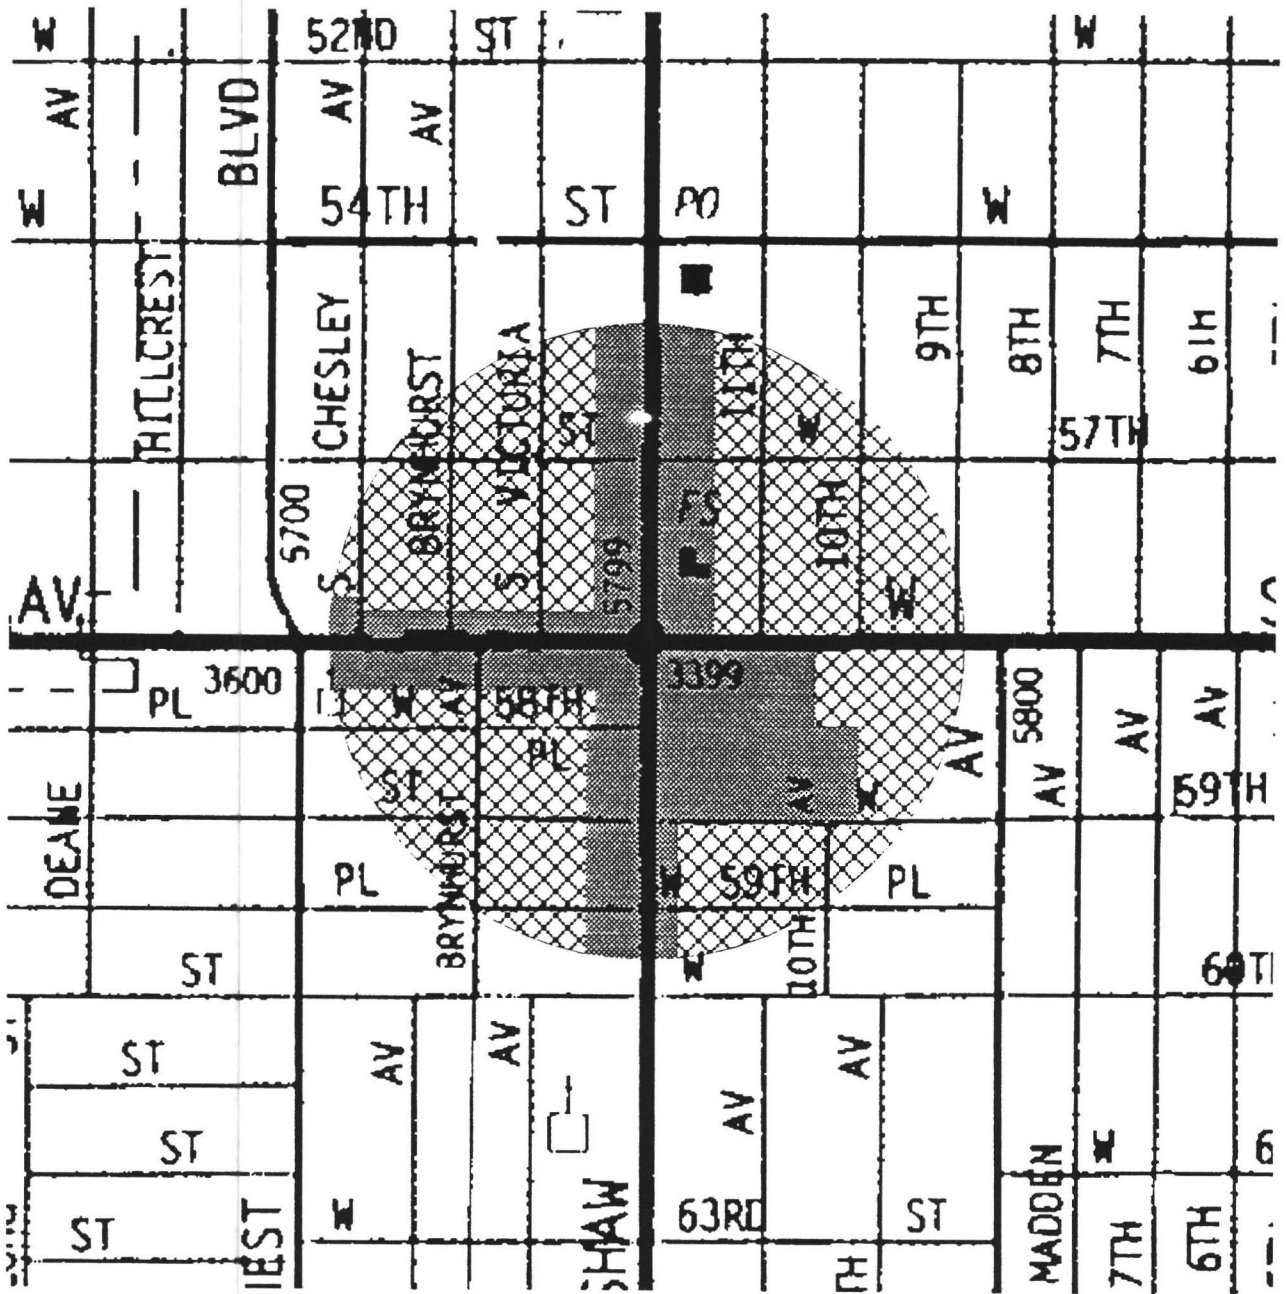 W 52ND ST W
AV BLVD AV AV
W 54TH ST PO W
HILLCREST CHESLEY BRYNHURST VICTORIA 11TH 9TH 8TH 7TH 6TH
ST W 57TH
5700 FS 10TH
S S 5799 W
AV
3600 3399
PL W AV 58TH AV 5800 AV AV
PL
ST AV W AV 59TH
DEANE BRYNHURST
PL W 59TH PL
ST W 10TH
ST AV AV AV
ST AV W
W SHAW 63RD ST MADDEN
ST 7TH 6TH